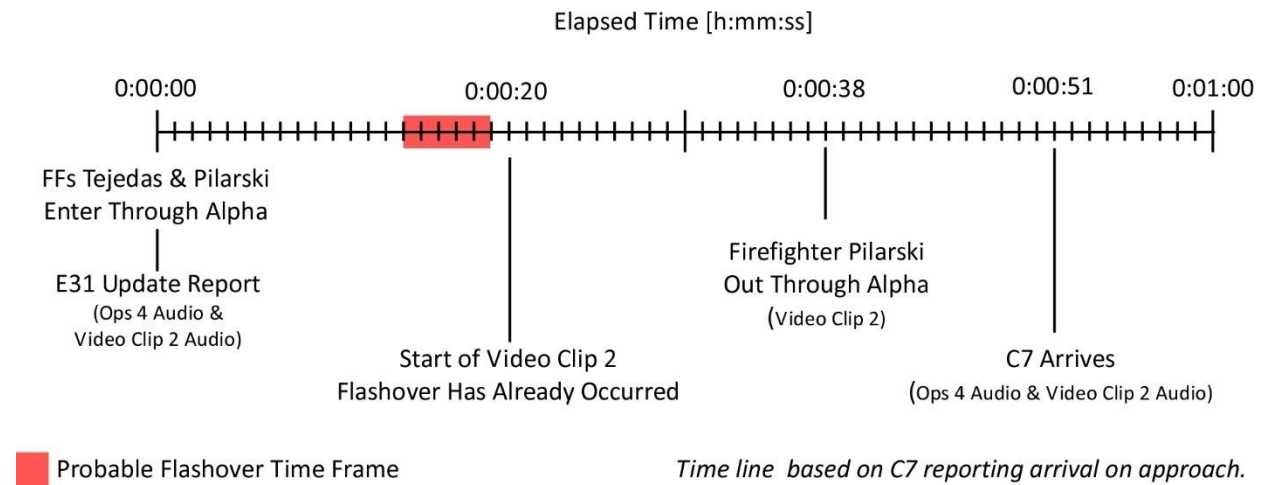 Elapsed Time [h:mm:ss]
0:00:00
0:00:20
0:00:38
0:00:51
0:01:00
FFs Tejedas & Pilarski
Enter Through Alpha
E31 Update Report
(Ops 4 Audio &
Video Clip 2 Audio)
Start of Video Clip 2
Flashover Has Already Occurred
Firefighter Pilarski
Out Through Alpha
(Video Clip 2)
C7 Arrives
(Ops 4 Audio & Video Clip 2 Audio)
Probable Flashover Time Frame
Time line based on C7 reporting arrival on approach.